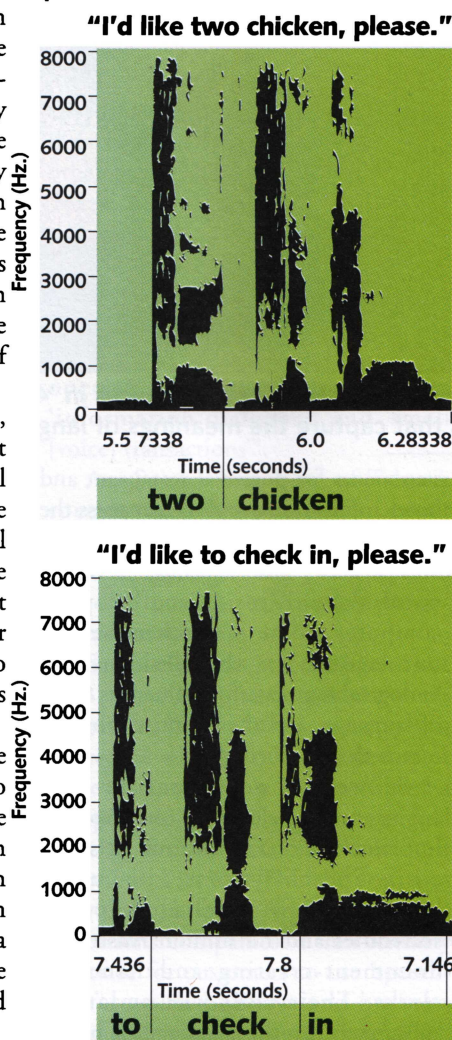 "I'd like two chicken, please."
8000
7000
6000
5000
4000
3000
2000
1000
0
Frequency (Hz.)
5.5 7338 6.0 6.28338
Time (seconds)
two chicken
"I'd like to check in, please."
8000
7000
6000
5000
4000
3000
2000
1000
0
Frequency (Hz.)
7.436 7.8 7.146
Time (seconds)
to check in